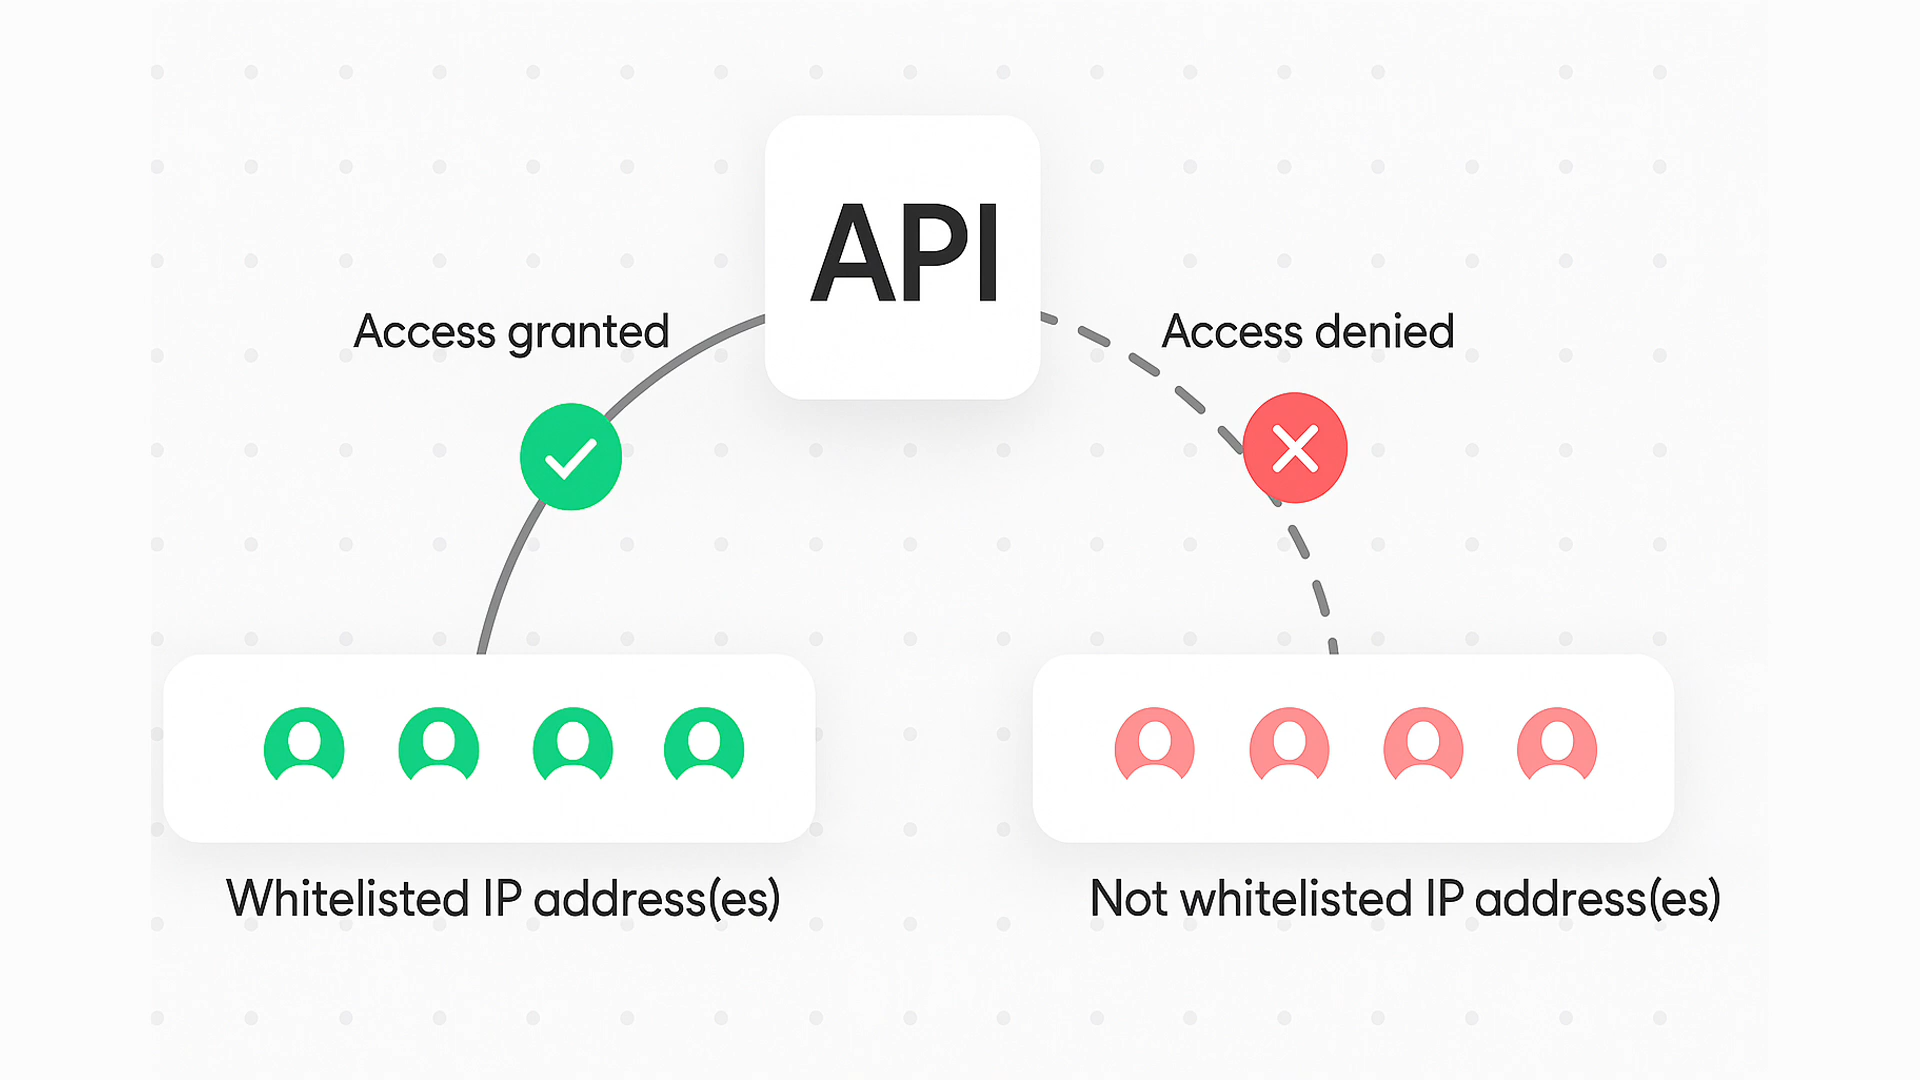 API
Access granted
Access denied
Whitelisted IP address(es)
Not whitelisted IP address(es)